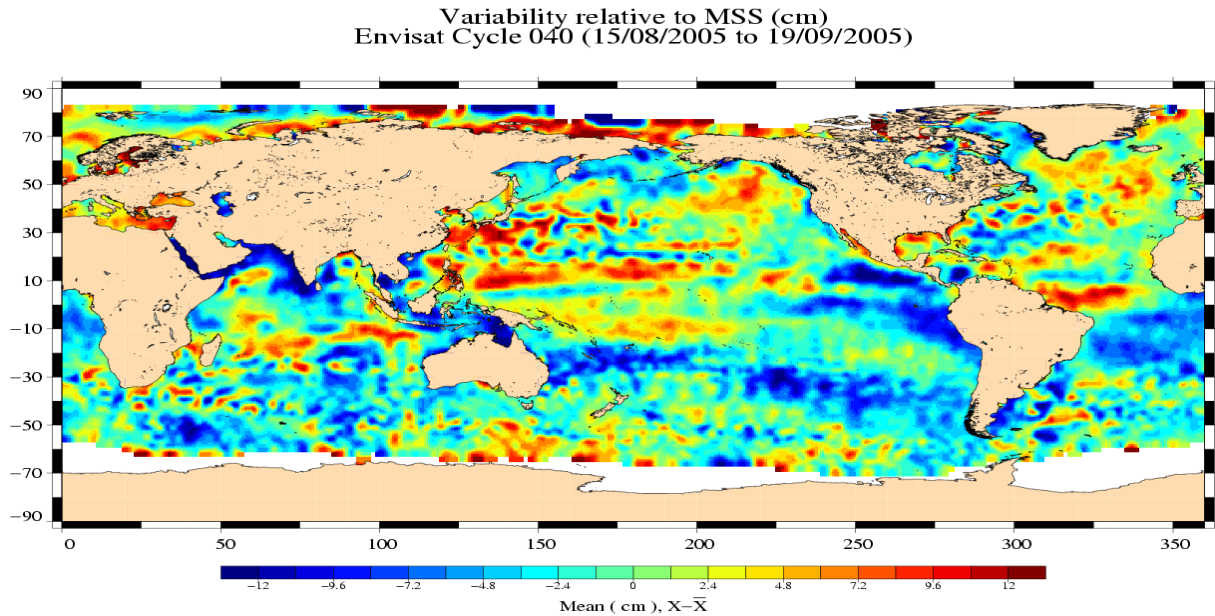 Variability relative to MSS (cm)
Envisat Cycle 040 (15/08/2005 to 19/09/2005)
90
70
50
30
10
−10
−30
−50
−70
−90
0 50 100 150 200 250 300 350
−12 −9.6 −7.2 −4.8 −2.4 0 2.4 4.8 7.2 9.6 12
Mean ( cm ), X−X̅